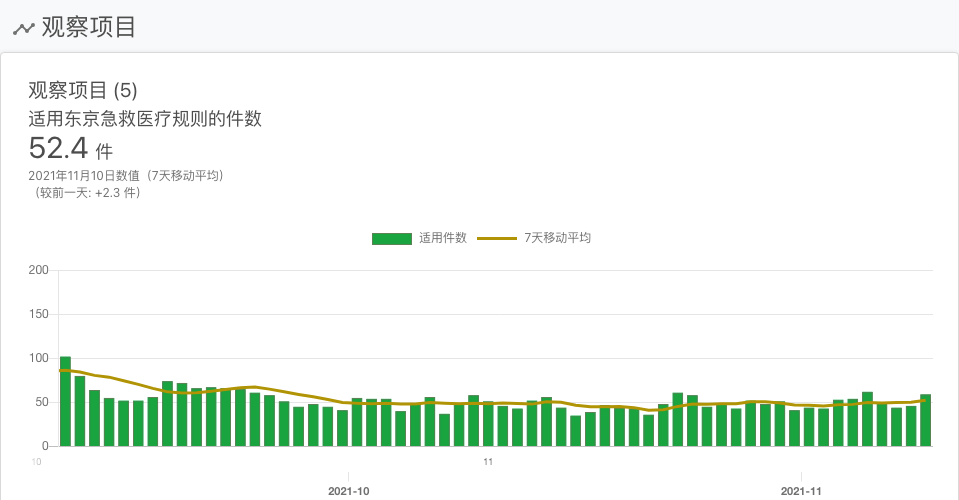 观察项目
观察项目 (5)
适用东京急救医疗规则的件数
52.4 件
2021年11月10日数值（7天移动平均）
（较前一天: +2.3 件）
适用件数 7天移动平均
200
150
100
50
0
10 11
2021-10 2021-11